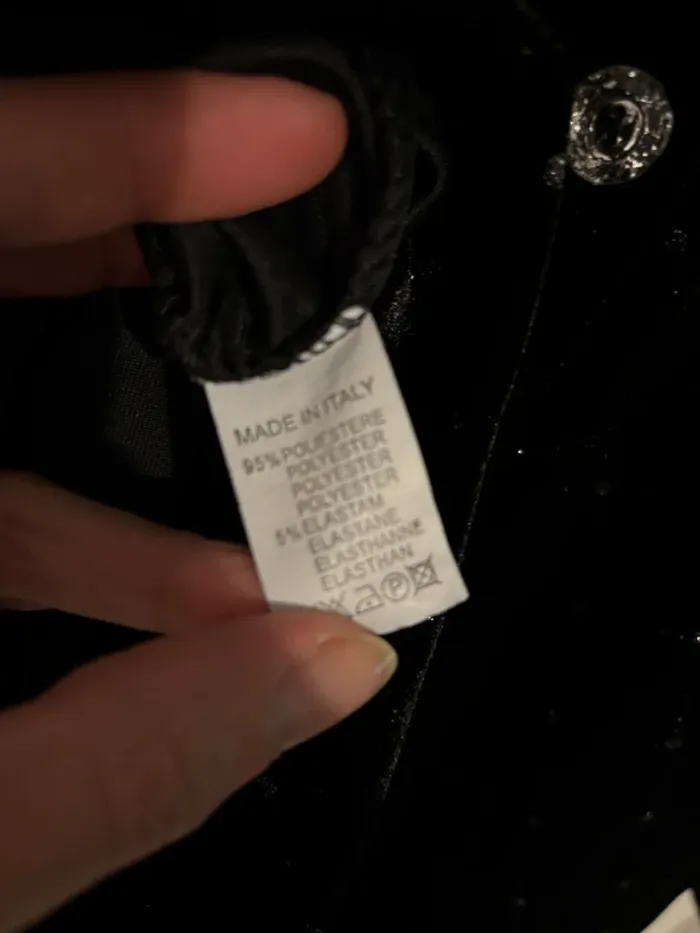 MADE IN ITALY
95% POLIESTERE
POLYESTER
POLYESTER
POLYESTER
5% ELASTAM
ELASTANE
ELASTHANNE
ELASTHAN
P